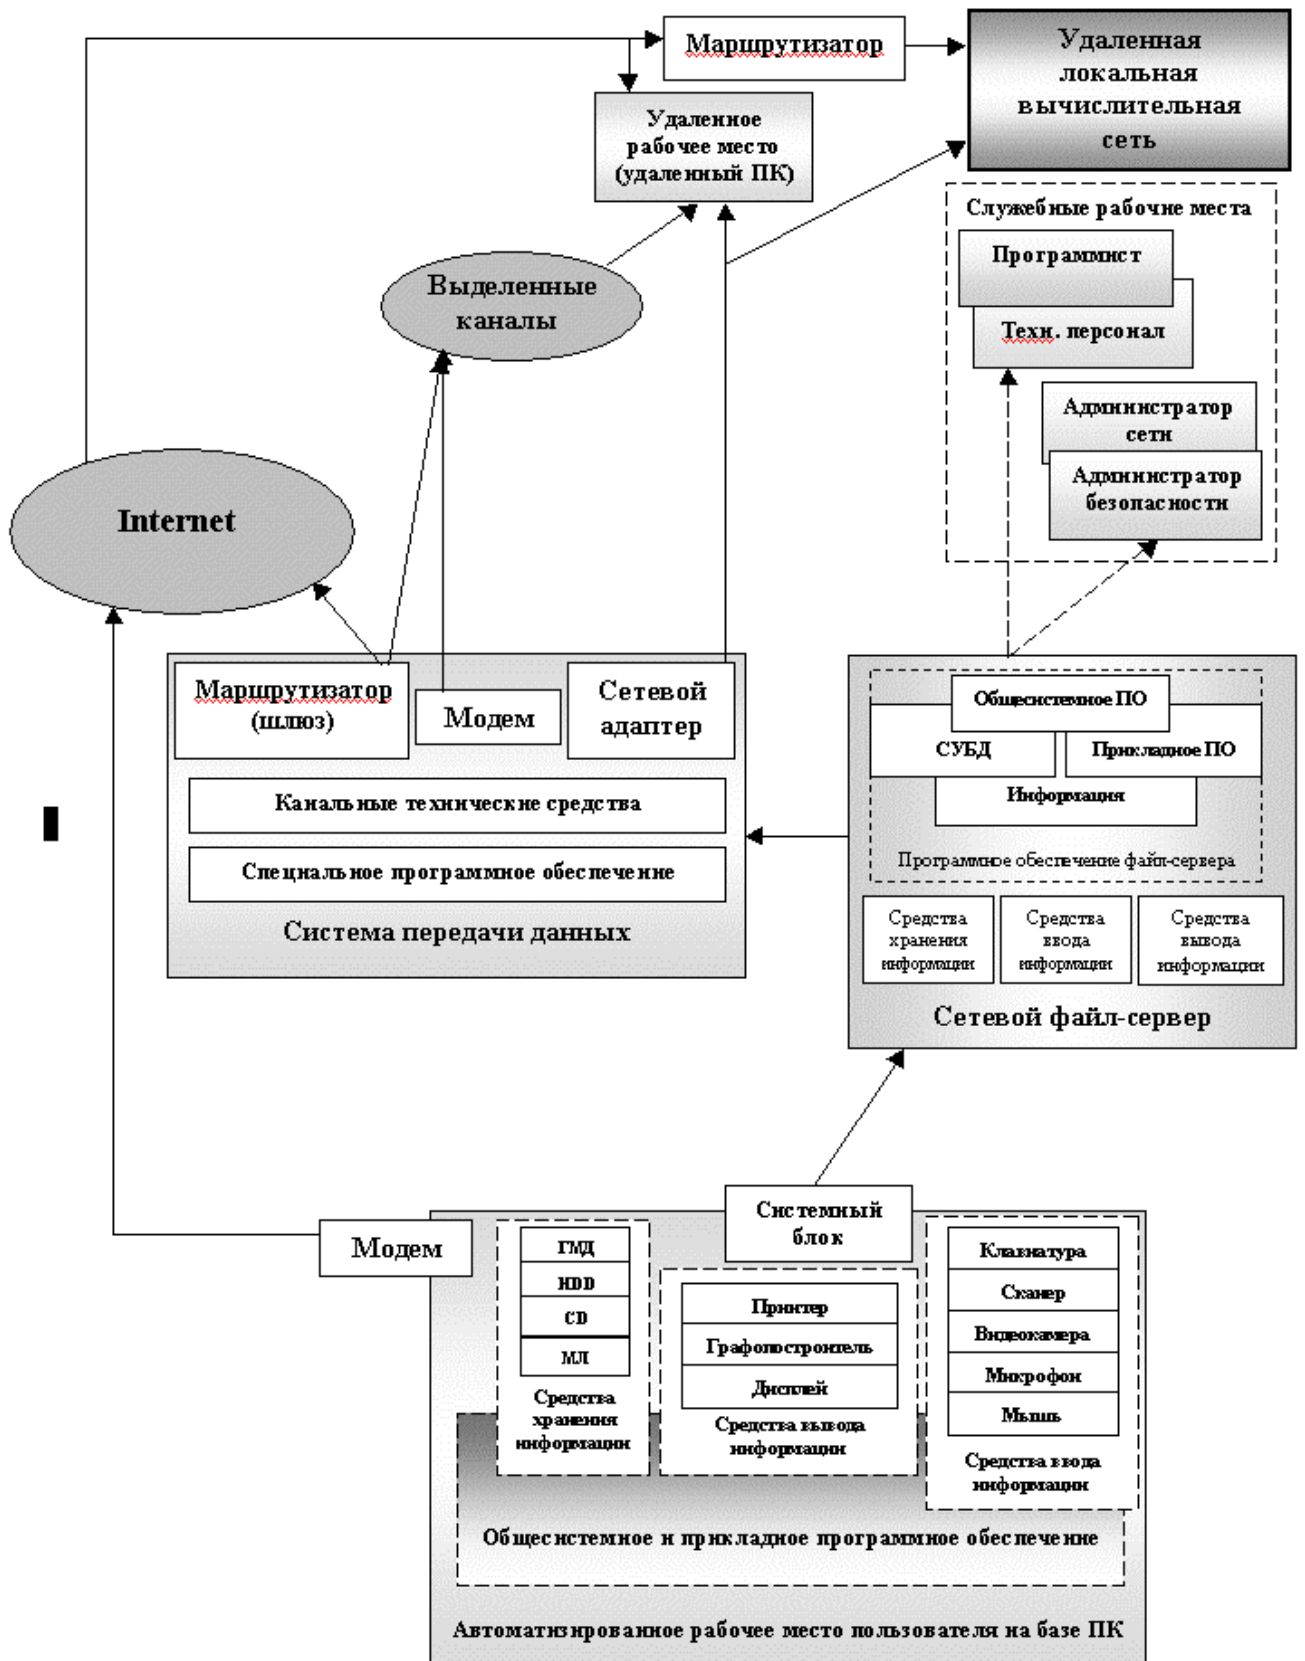 Маршрутизатор
Удаленная
локальная
вычислительная
сеть
Удаленное
рабочее место
(удаленный ПК)
Служебные рабочие места
Программист
Техн. персонал
Администратор
сети
Администратор
безопасности
Выделенные
каналы
Internet
Маршрутизатор
(шлюз)
Модем
Сетевой
адаптер
Канальные технические средства
Специальное программное обеспечение
Система передачи данных
Общесистемное ПО
СУБД
Прикладное ПО
Информация
Программное обеспечение файл-сервера
Средства
хранения
информации
Средства
ввода
информации
Средства
вывода
информации
Сетевой файл-сервер
Модем
Системный
блок
ГМД
HDD
CD
МЛ
Средства
хранения
информации
Принтер
Графопостроитель
Дисплей
Средства вывода
информации
Клавиатура
Сканер
Видеокамера
Микрофон
Мышь
Средства ввода
информации
Общесистемное и прикладное программное обеспечение
Автоматизированное рабочее место пользователя на базе ПК